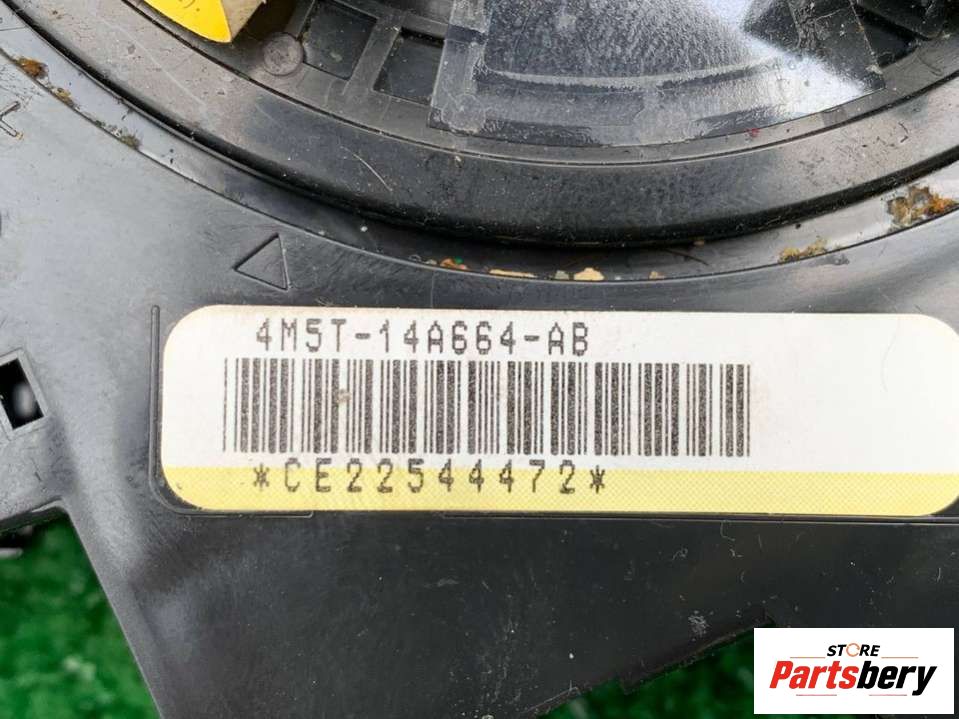 4M5T-14A664-AB
*CE22544472*
STORE
Partsbery